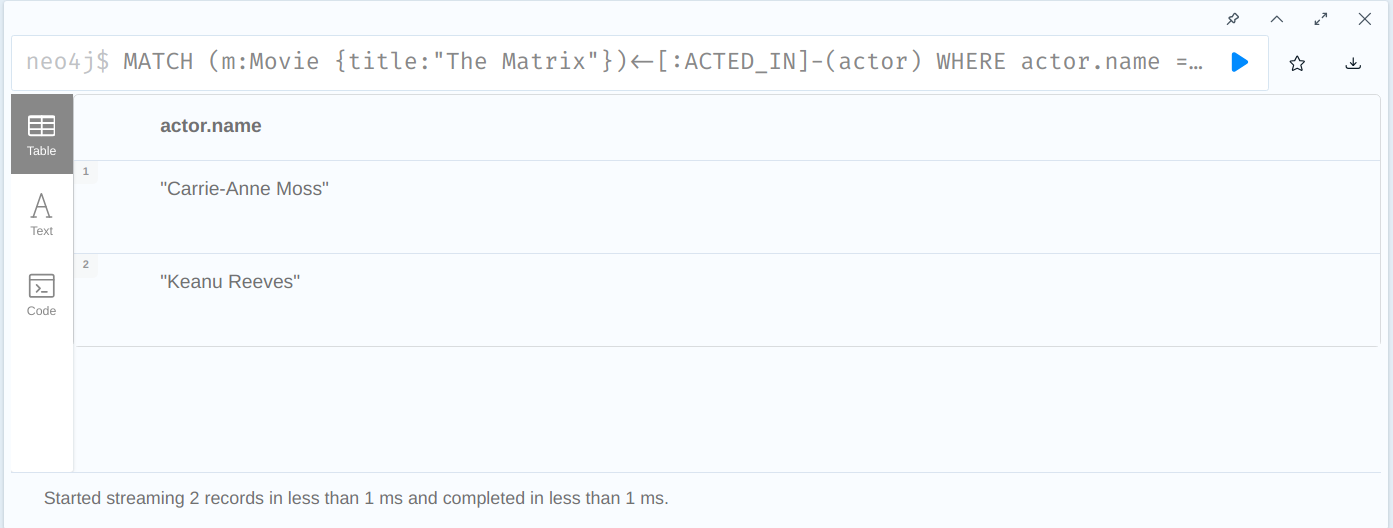 neo4j$ MATCH (m:Movie {title:"The Matrix"})<-[:ACTED_IN]-(actor) WHERE actor.name =…
Table
actor.name
1
"Carrie-Anne Moss"
Text
2
"Keanu Reeves"
Code
Started streaming 2 records in less than 1 ms and completed in less than 1 ms.